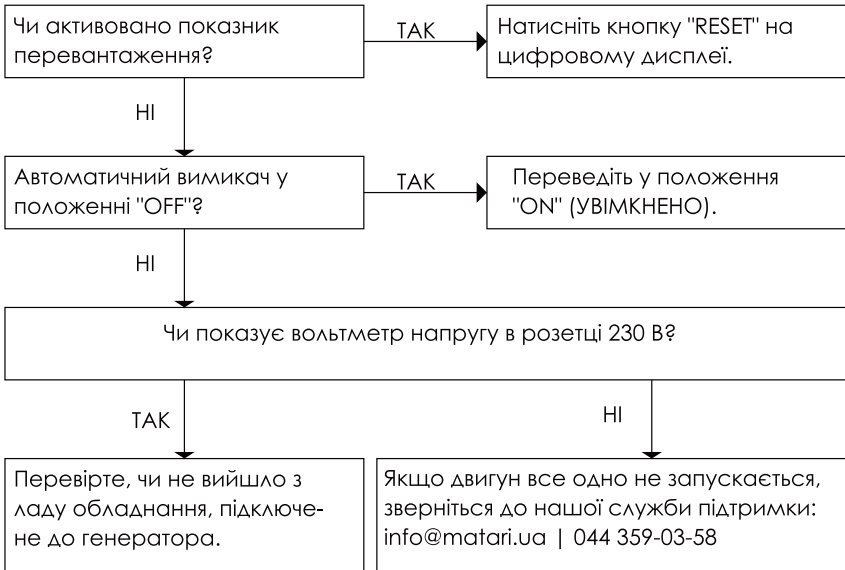 Чи активовано показник
перевантаження?
ТАК
Натисніть кнопку "RESET" на
цифровому дисплеї.
НІ
Автоматичний вимикач у
положенні "OFF"?
ТАК
Переведіть у положення
"ON" (УВІМКНЕНО).
НІ
Чи показує вольтметр напругу в розетці 230 В?
ТАК
НІ
Перевірте, чи не вийшло з
ладу обладнання, підключе-
не до генератора.
Якщо двигун все одно не запускається,
зверніться до нашої служби підтримки:
info@matari.ua | 044 359-03-58